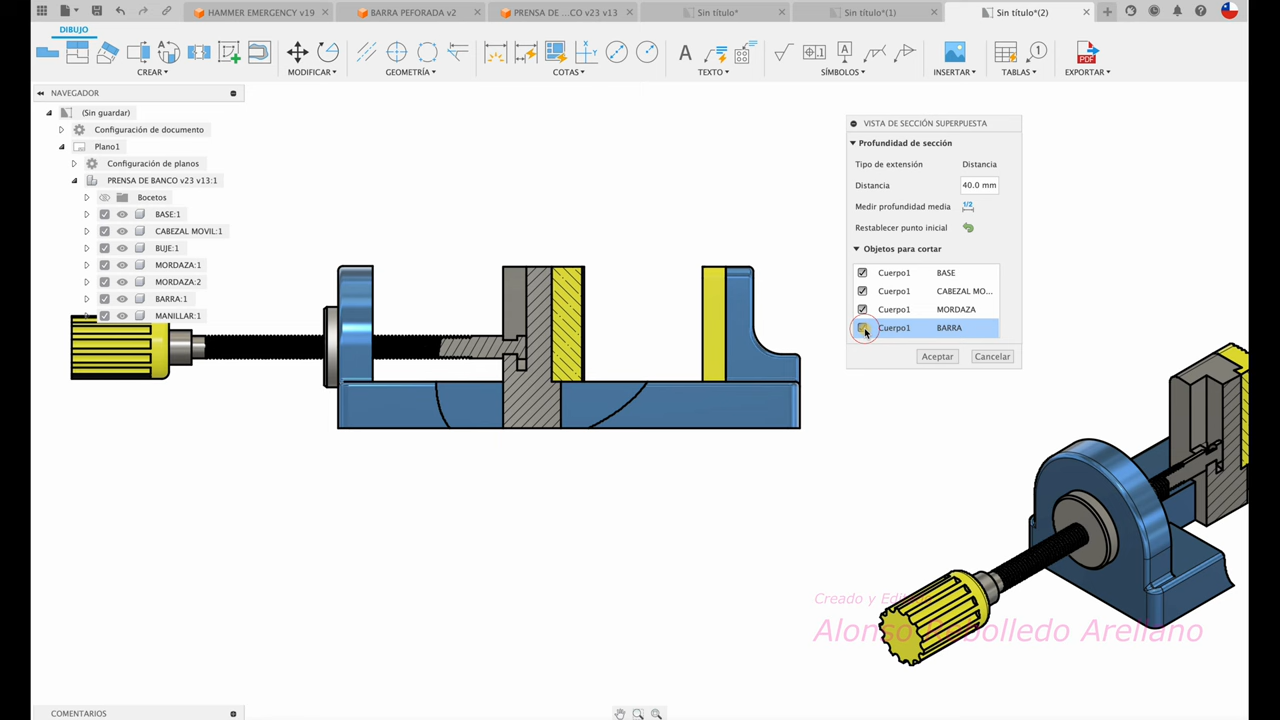 HAMMER EMERGENCY v19
BARRA PEFORADA v2
PRENSA DE ...CO v23 v13
Sin título*
Sin título*(1)
Sin título*(2)
DIBUJO
CREAR
MODIFICAR
GEOMETRÍA
COTAS
TEXTO
SÍMBOLOS
INSERTAR
TABLAS
EXPORTAR
NAVEGADOR
(Sin guardar)
Configuración de documento
Plano1
Configuración de planos
PRENSA DE BANCO v23 v13:1
Bocetos
BASE:1
CABEZAL MOVIL:1
BUJE:1
MORDAZA:1
MORDAZA:2
BARRA:1
MANILLAR:1
VISTA DE SECCIÓN SUPERPUESTA
Profundidad de sección
Tipo de extensión Distancia
Distancia 40.0 mm
Medir profundidad media
Restablecer punto inicial
Objetos para cortar
Cuerpo1 BASE
Cuerpo1 CABEZAL MO...
Cuerpo1 MORDAZA
Cuerpo1 BARRA
Aceptar Cancelar
Creado y Edi
Alonso Rebolledo Arellano
COMENTARIOS